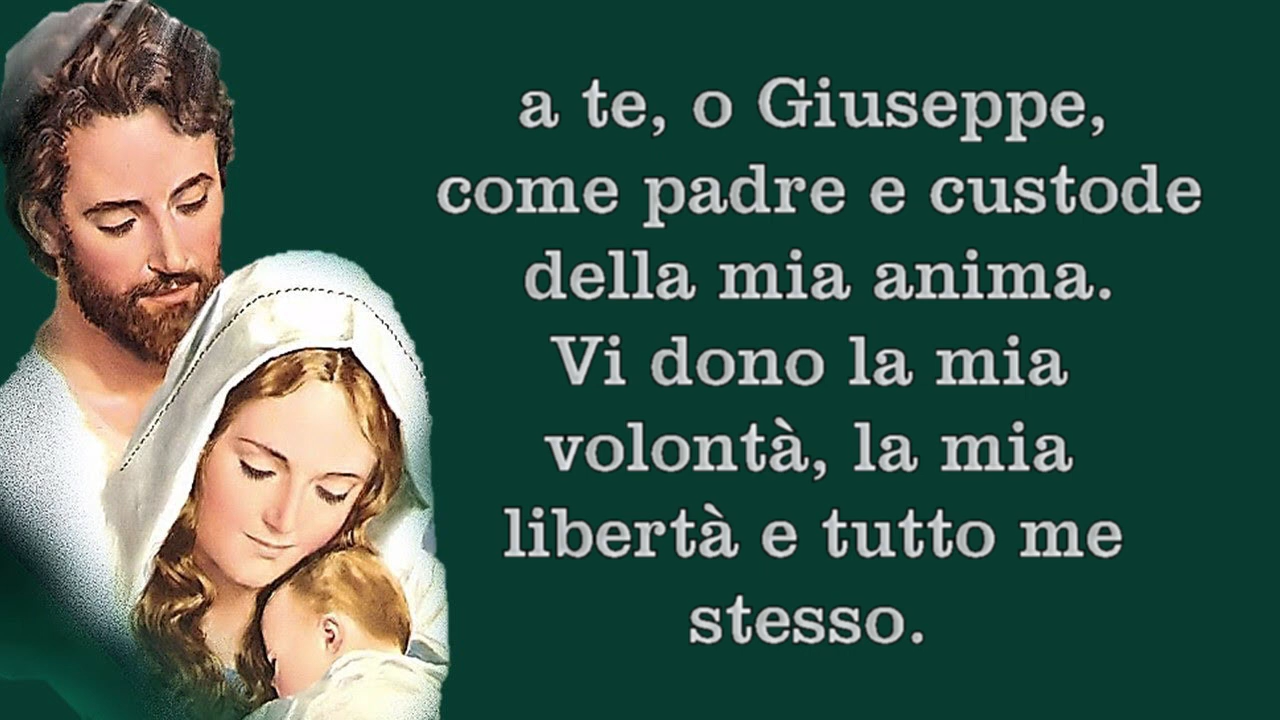 a te, o Giuseppe,
come padre e custode
della mia anima.
Vi dono la mia
volontà, la mia
libertà e tutto me
stesso.